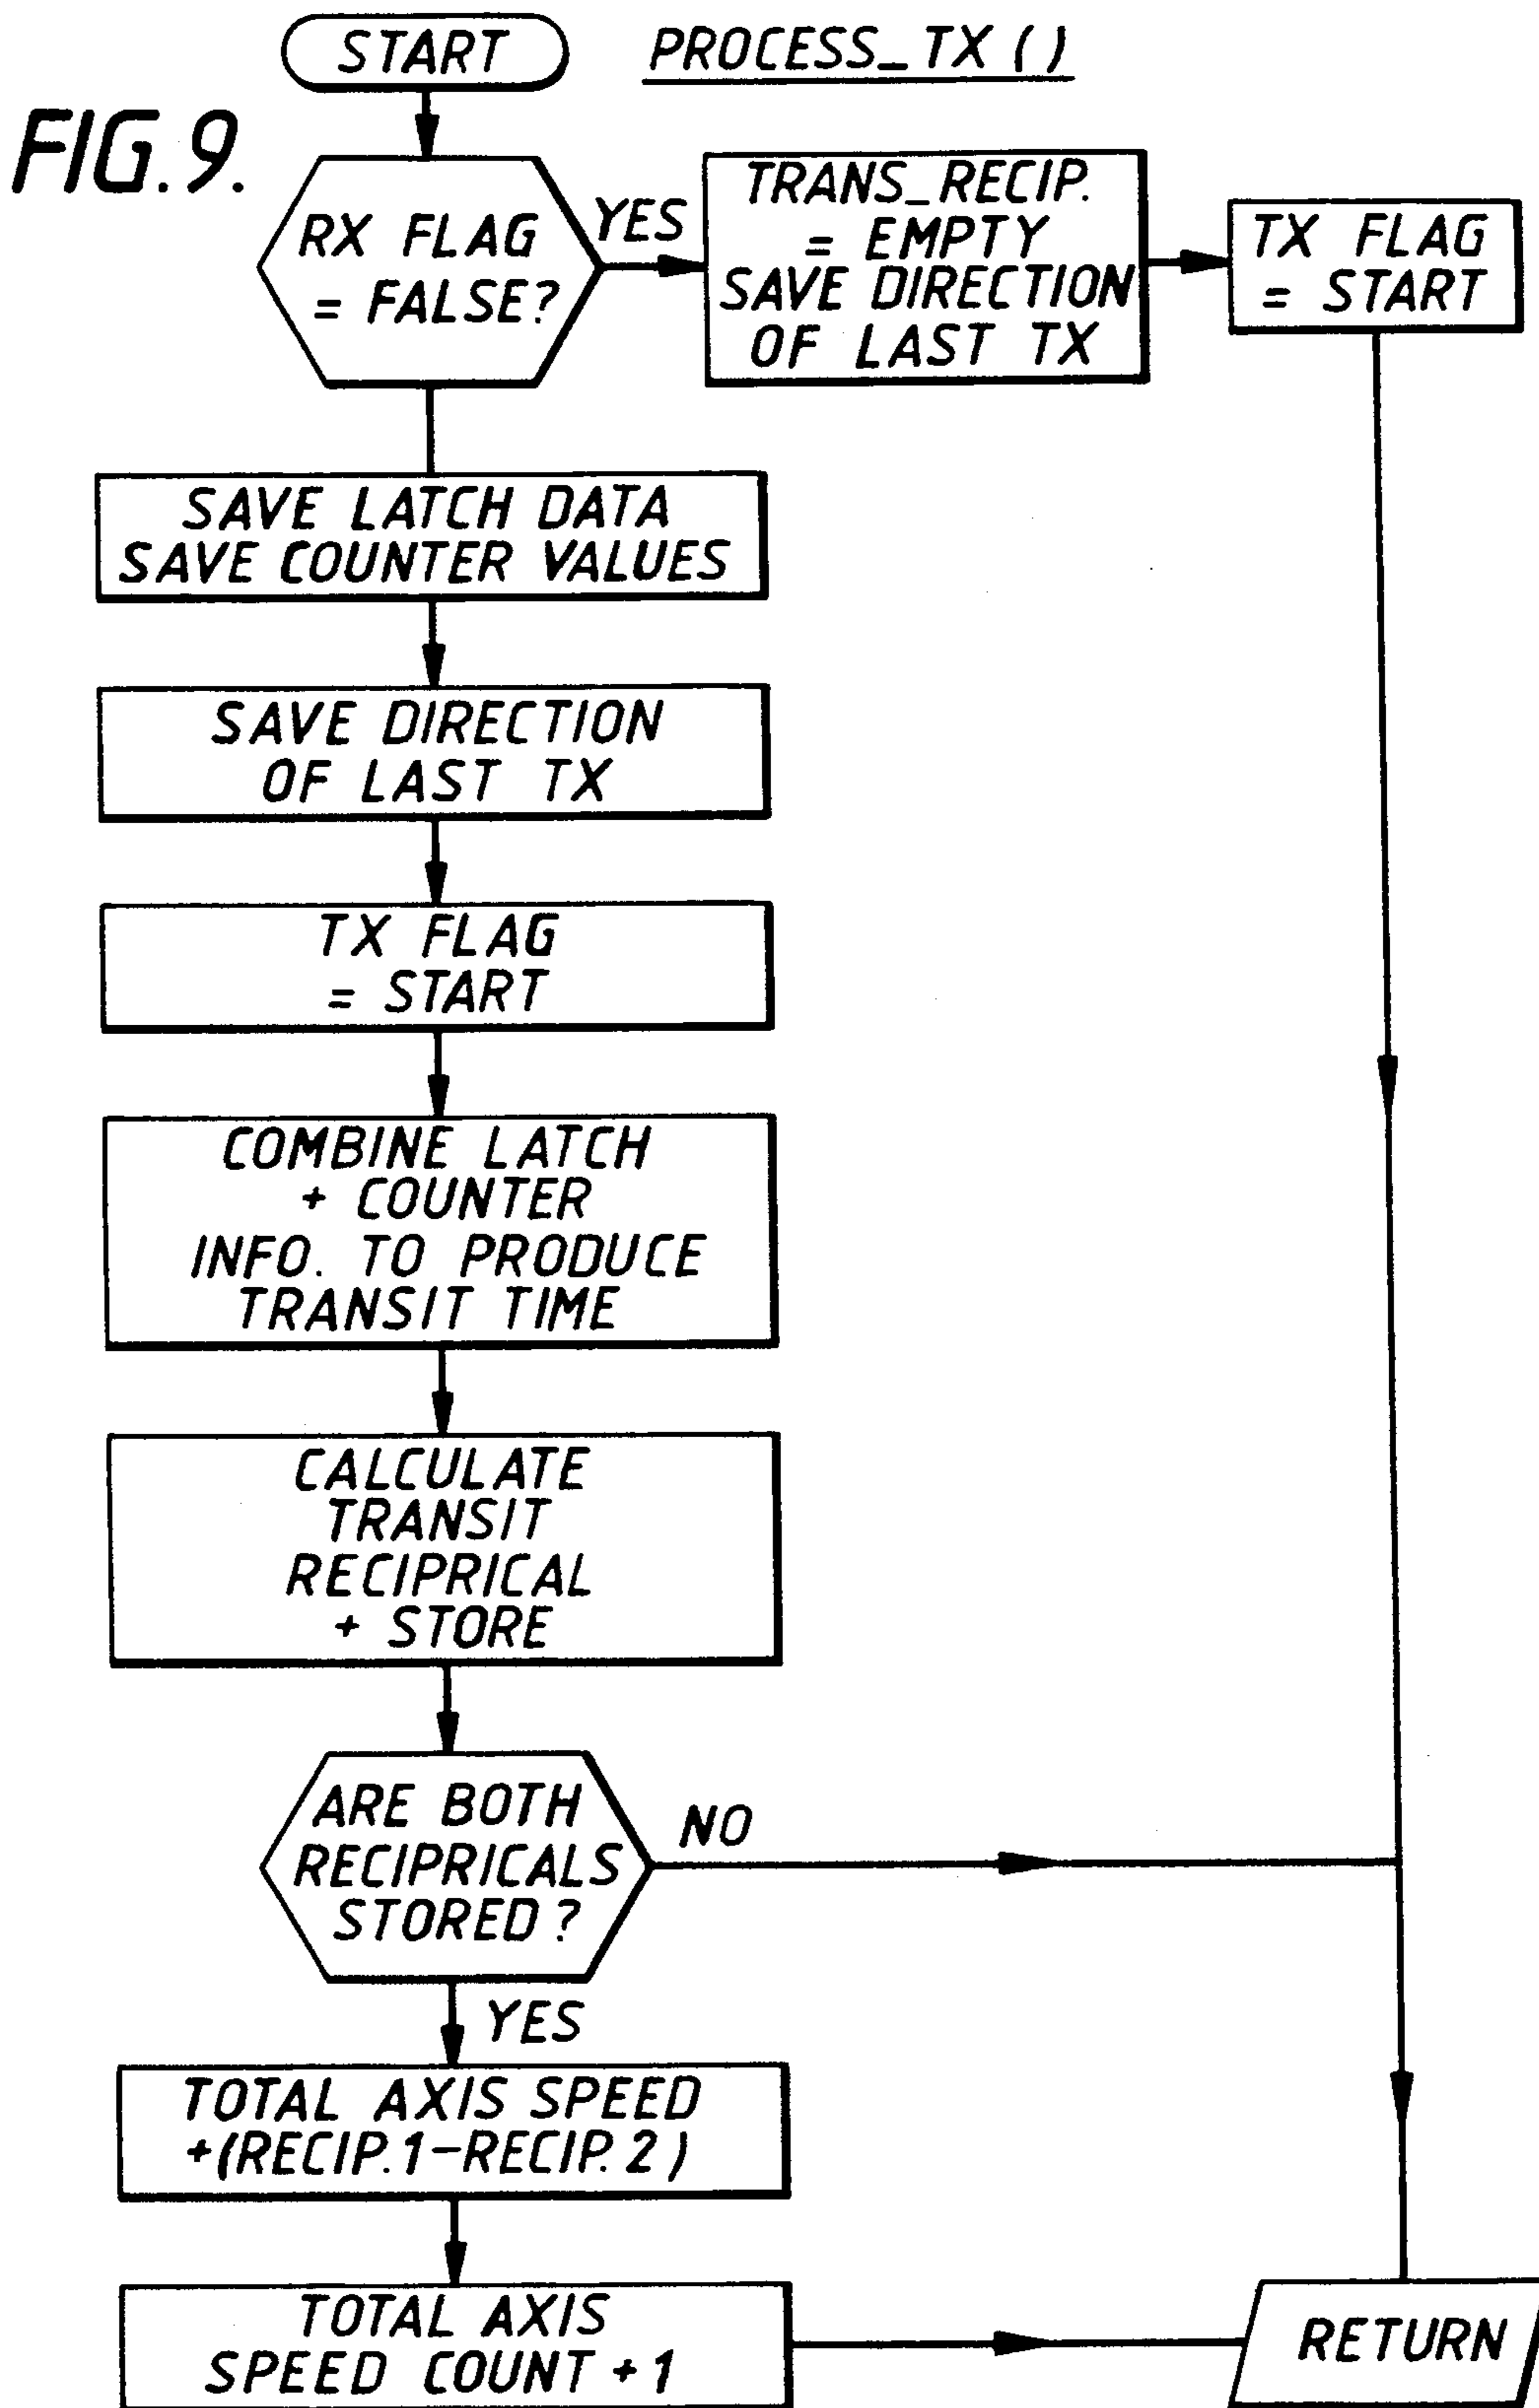 START
PROCESS_TX ( )
FIG. 9.
RX FLAG
= FALSE?
YES
TRANS_RECIP.
= EMPTY
SAVE DIRECTION
OF LAST TX
TX FLAG
= START
SAVE LATCH DATA
SAVE COUNTER VALUES
SAVE DIRECTION
OF LAST TX
TX FLAG
= START
COMBINE LATCH
+ COUNTER
INFO. TO PRODUCE
TRANSIT TIME
CALCULATE
TRANSIT
RECIPRICAL
+ STORE
ARE BOTH
RECIPRICALS
STORED ?
NO
YES
TOTAL AXIS SPEED
+(RECIP.1-RECIP. 2)
TOTAL AXIS
SPEED COUNT +1
RETURN